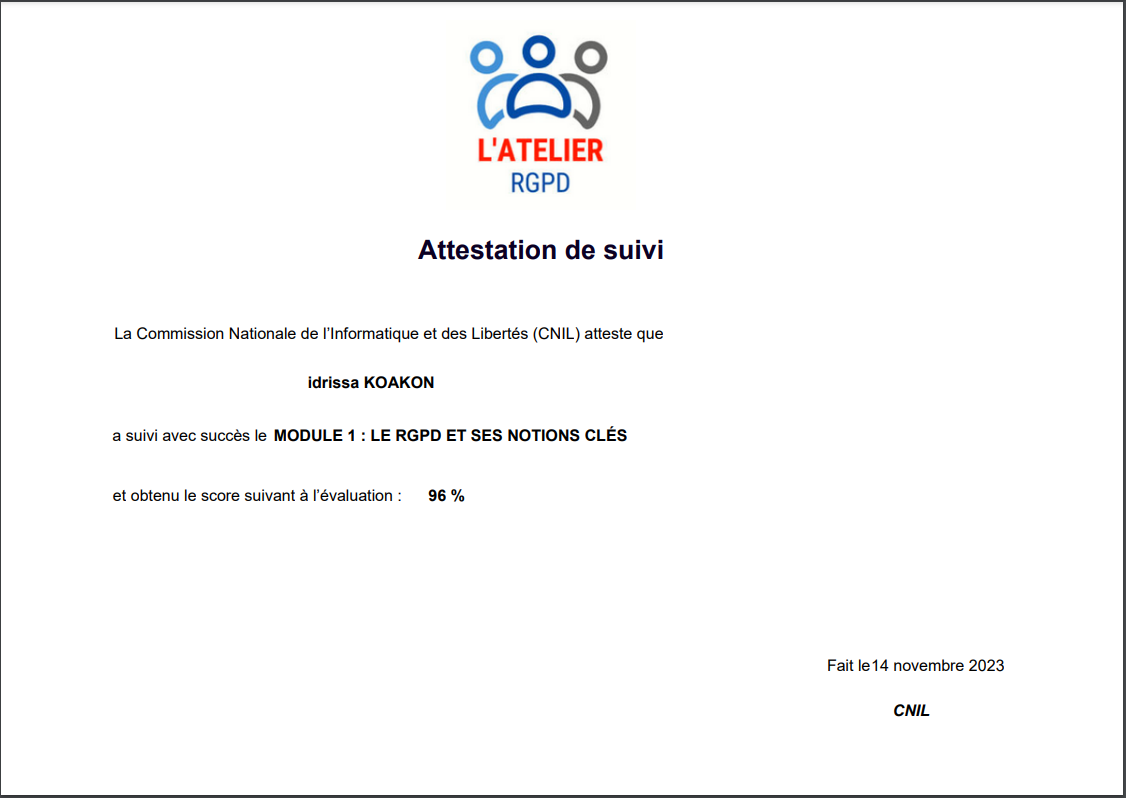 L'ATELIER
RGPD
Attestation de suivi
La Commission Nationale de l’Informatique et des Libertés (CNIL) atteste que
idrissa KOAKON
a suivi avec succès le MODULE 1 : LE RGPD ET SES NOTIONS CLÉS
et obtenu le score suivant à l’évaluation : 96 %
Fait le14 novembre 2023
CNIL